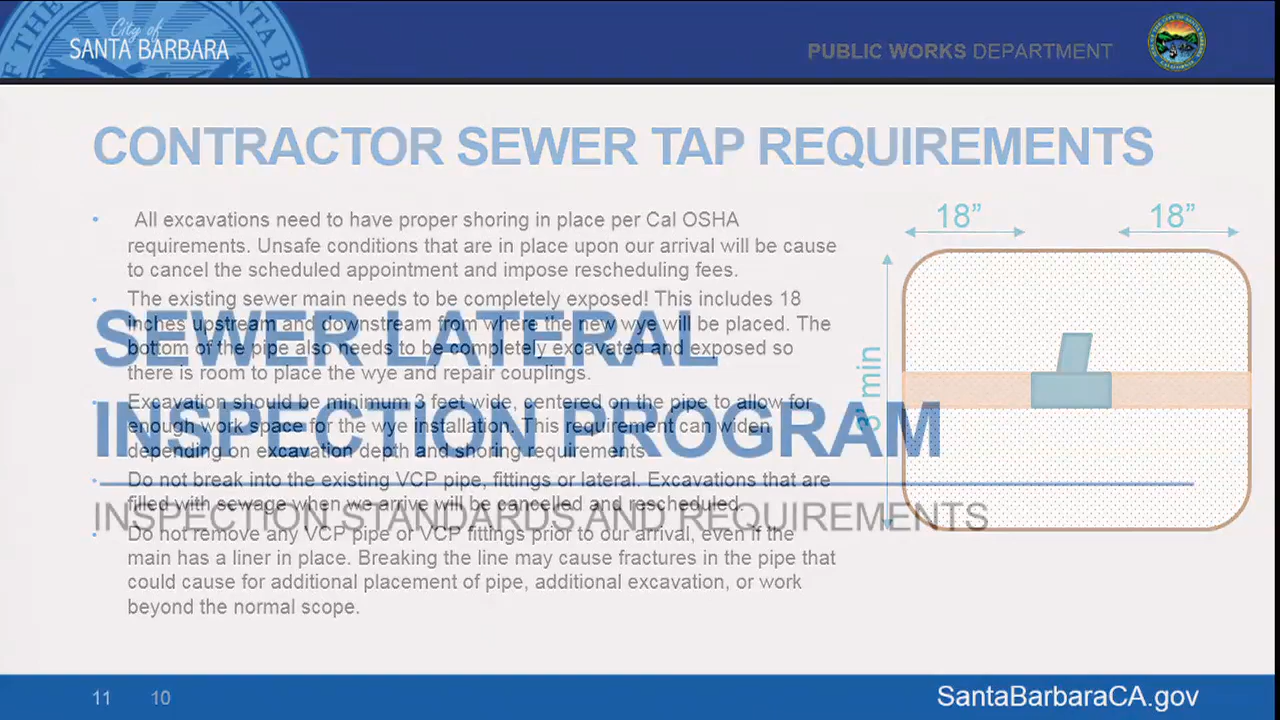 City of
SANTA BARBARA
PUBLIC WORKS DEPARTMENT
CONTRACTOR SEWER TAP REQUIREMENTS
• All excavations need to have proper shoring in place per Cal OSHA
requirements. Unsafe conditions that are in place upon our arrival will be cause
to cancel the scheduled appointment and impose rescheduling fees.
• The existing sewer main needs to be completely exposed! This includes 18
inches upstream and downstream from where the new wye will be placed. The
bottom of the pipe also needs to be completely excavated and exposed so
there is room to place the wye and repair couplings.
• Excavation should be minimum 3 feet wide, centered on the pipe to allow for
enough work space for the wye installation. This requirement can widen
depending on excavation depth and shoring requirements
• Do not break into the existing VCP pipe, fittings or lateral. Excavations that are
filled with sewage when we arrive will be cancelled and rescheduled.
• Do not remove any VCP pipe or VCP fittings prior to our arrival, even if the
main has a liner in place. Breaking the line may cause fractures in the pipe that
could cause for additional placement of pipe, additional excavation, or work
beyond the normal scope.
18” 18”
3' min
SEWER LATERAL
INSPECTION PROGRAM
INSPECTION STANDARDS AND REQUIREMENTS
11 10
SantaBarbaraCA.gov